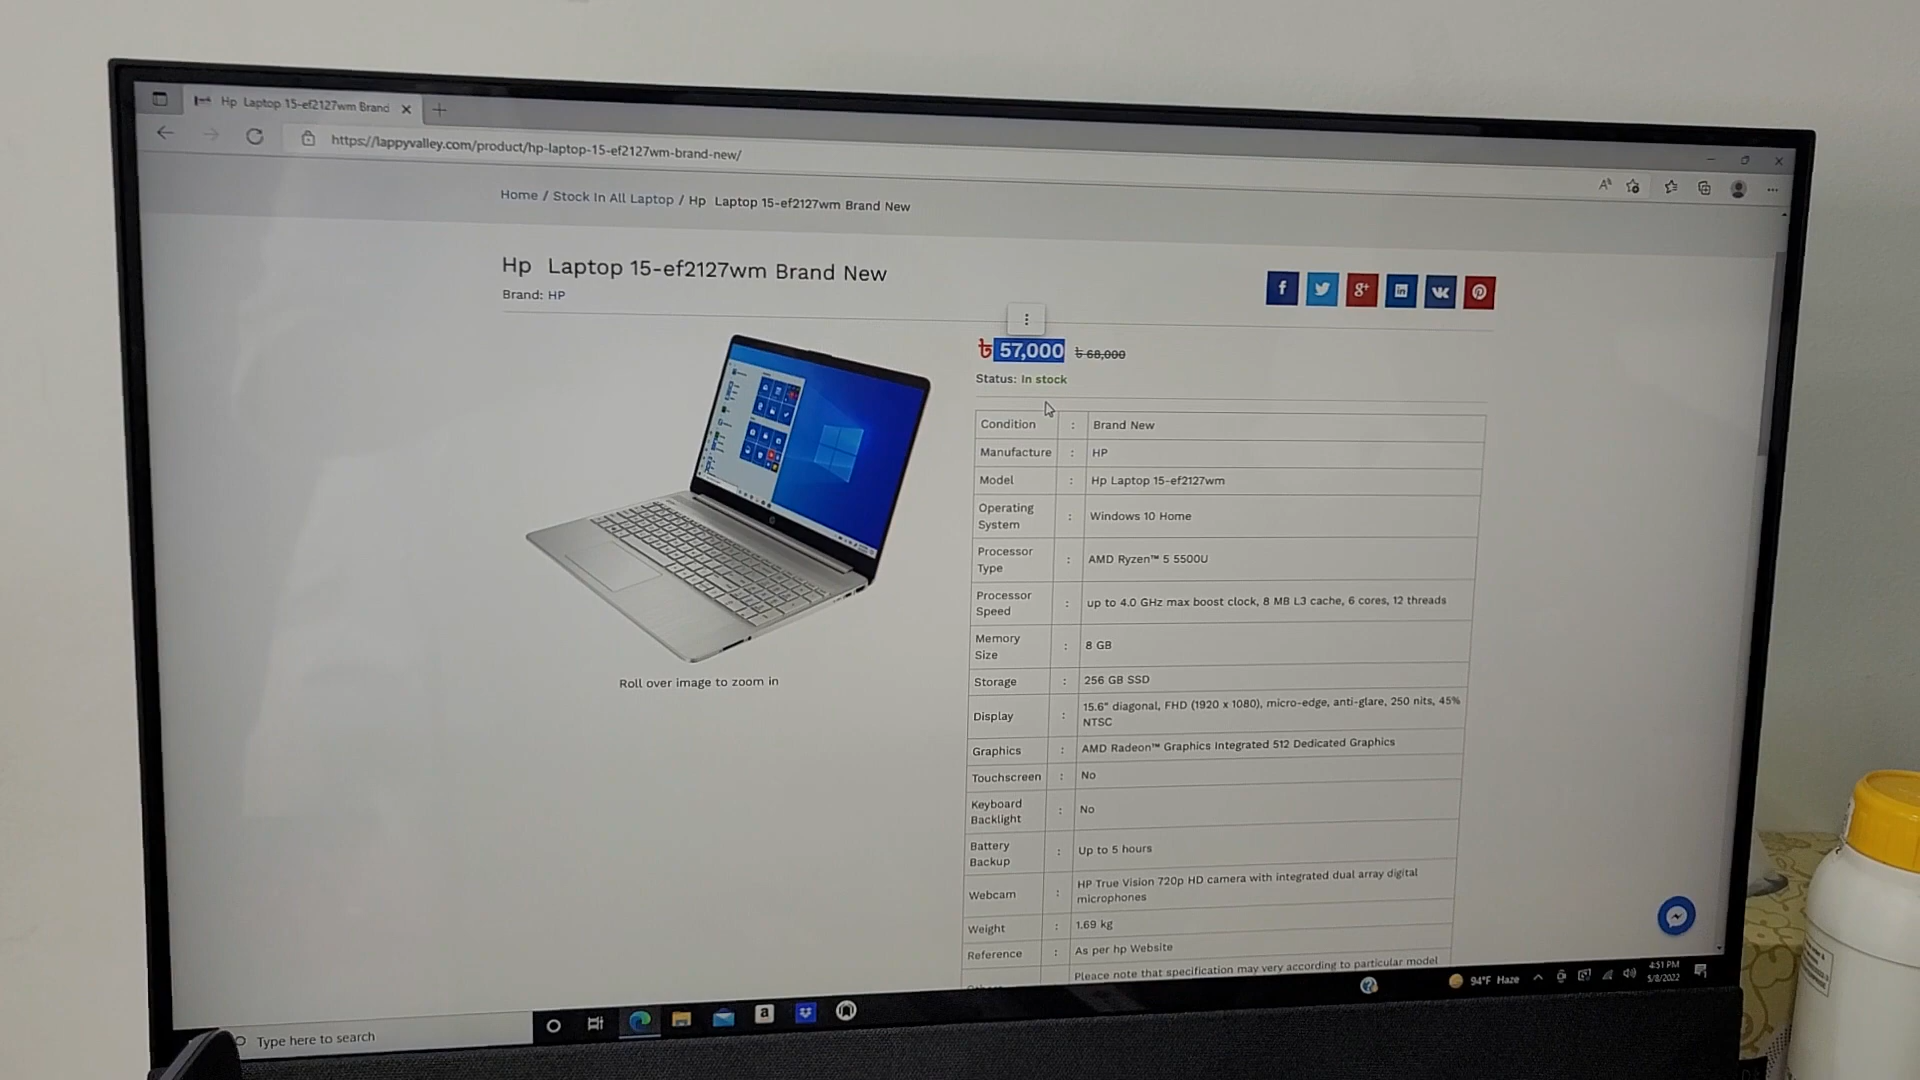 Hp Laptop 15-ef2127wm Brand
https://lappyvalley.com/product/hp-laptop-15-ef2127wm-brand-new/
Home / Stock In All Laptop / Hp Laptop 15-ef2127wm Brand New
Hp Laptop 15-ef2127wm Brand New
Brand: HP
৳ 57,000 ৳ 68,000
Status: In stock
Condition : Brand New
Manufacture : HP
Model : Hp Laptop 15-ef2127wm
Operating System : Windows 10 Home
Processor Type : AMD Ryzen™ 5 5500U
Processor Speed : up to 4.0 GHz max boost clock, 8 MB L3 cache, 6 cores, 12 threads
Memory Size : 8 GB
Storage : 256 GB SSD
Display : 15.6" diagonal, FHD (1920 x 1080), micro-edge, anti-glare, 250 nits, 45%
NTSC
Graphics : AMD Radeon™ Graphics Integrated 512 Dedicated Graphics
Touchscreen : No
Keyboard Backlight : No
Battery Backup : Up to 5 hours
Webcam : HP True Vision 720p HD camera with integrated dual array digital
microphones
Weight : 1.69 kg
Reference : As per hp Website
Pleace note that specification may very according to particular model
Roll over image to zoom in
Type here to search
94°F Haze
4:51 PM
5/8/2022